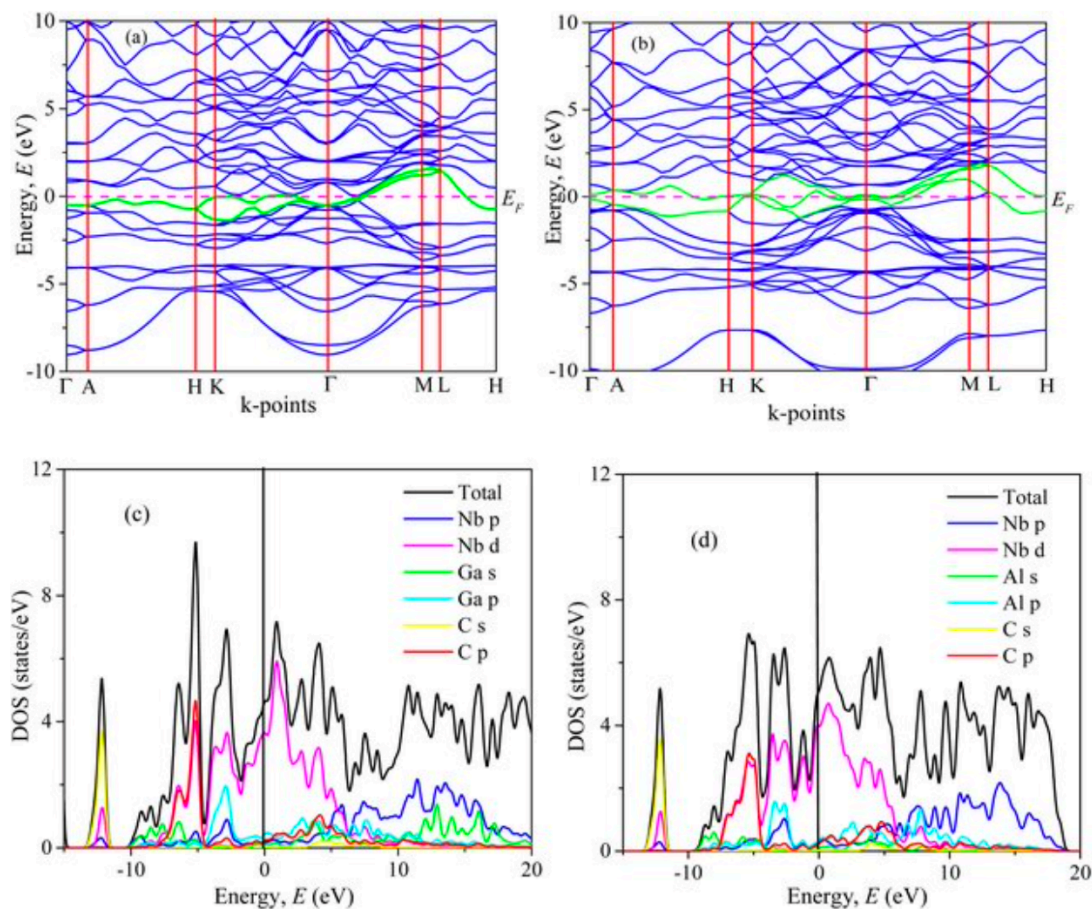 (a)
10
5
0
-5
-10
Energy, E (eV)
E_F
Γ A H K Γ M L H
k-points
(b)
10
5
0
-5
-10
Energy, E (eV)
E_F
Γ A H K Γ M L H
k-points
(c)
12
8
4
0
DOS (states/eV)
Total
Nb p
Nb d
Ga s
Ga p
C s
C p
-10 0 10 20
Energy, E (eV)
(d)
12
8
4
0
DOS (states/eV)
Total
Nb p
Nb d
Al s
Al p
C s
C p
-10 0 10 20
Energy, E (eV)